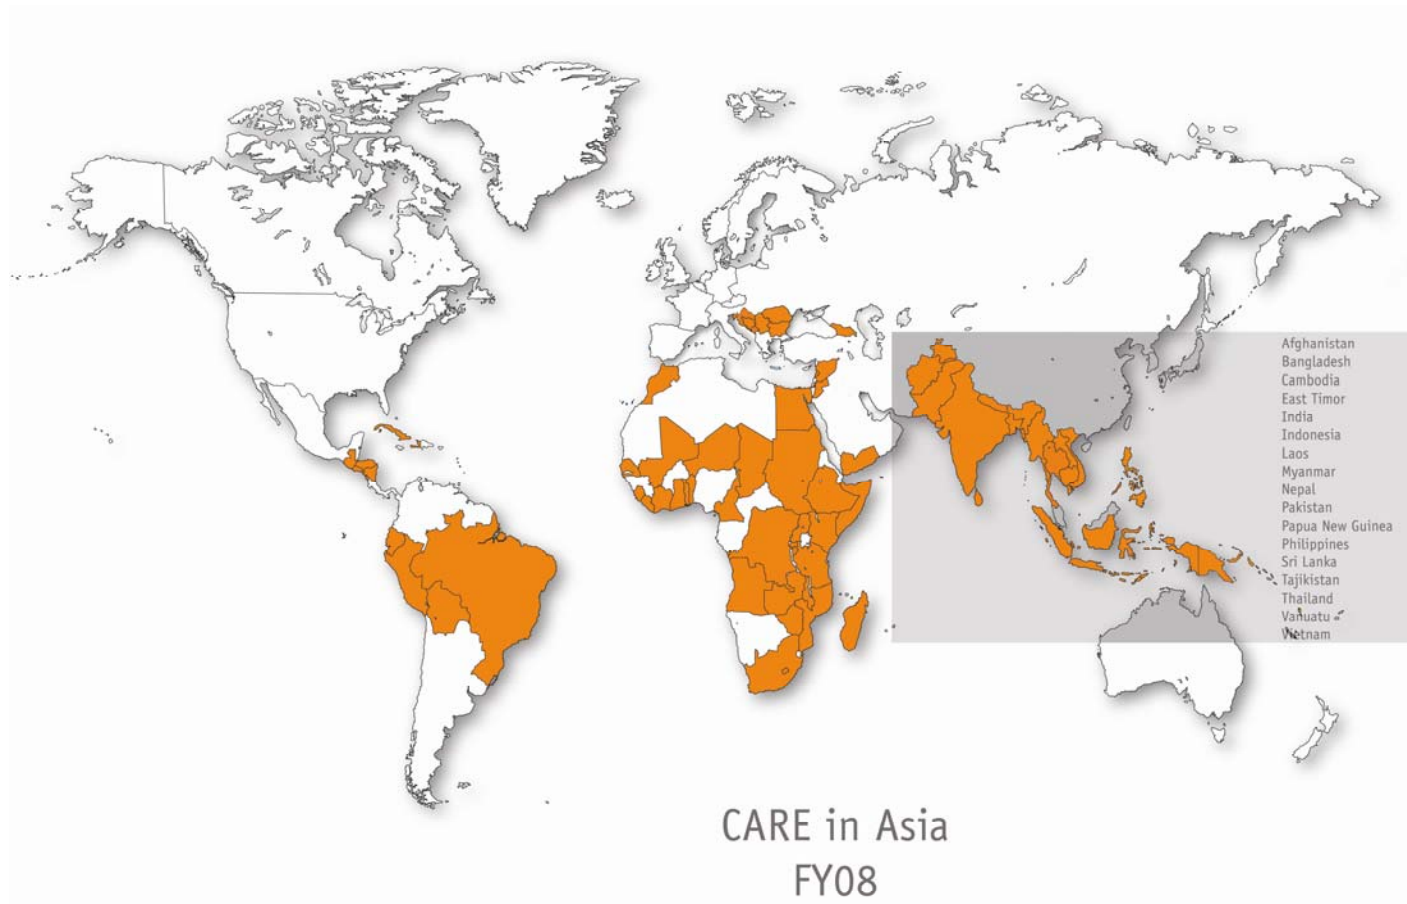 Afghanistan
Bangladesh
Cambodia
East Timor
India
Indonesia
Laos
Myanmar
Nepal
Pakistan
Papua New Guinea
Philippines
Sri Lanka
Tajikistan
Thailand
Vanuatu
Vietnam
CARE in Asia
FY08